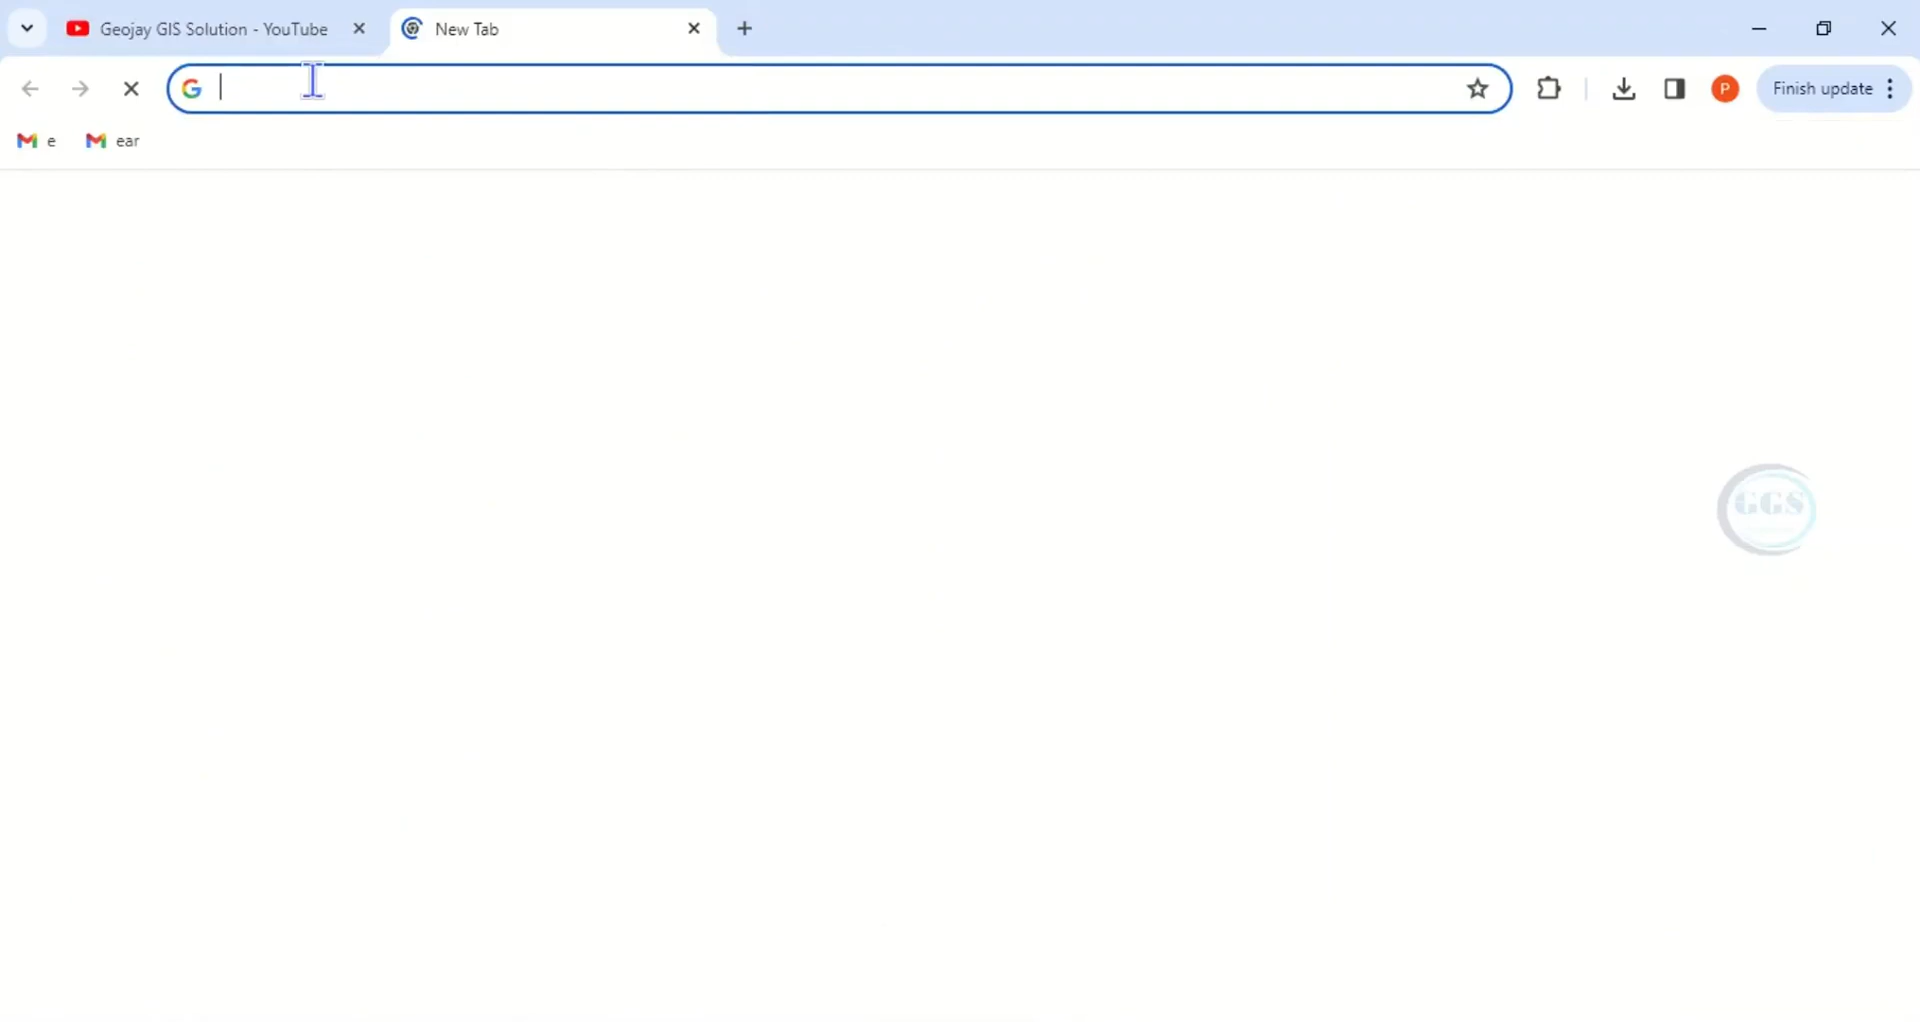 Geojay GIS Solution - YouTube
New Tab
P
Finish update
e
ear
GGS